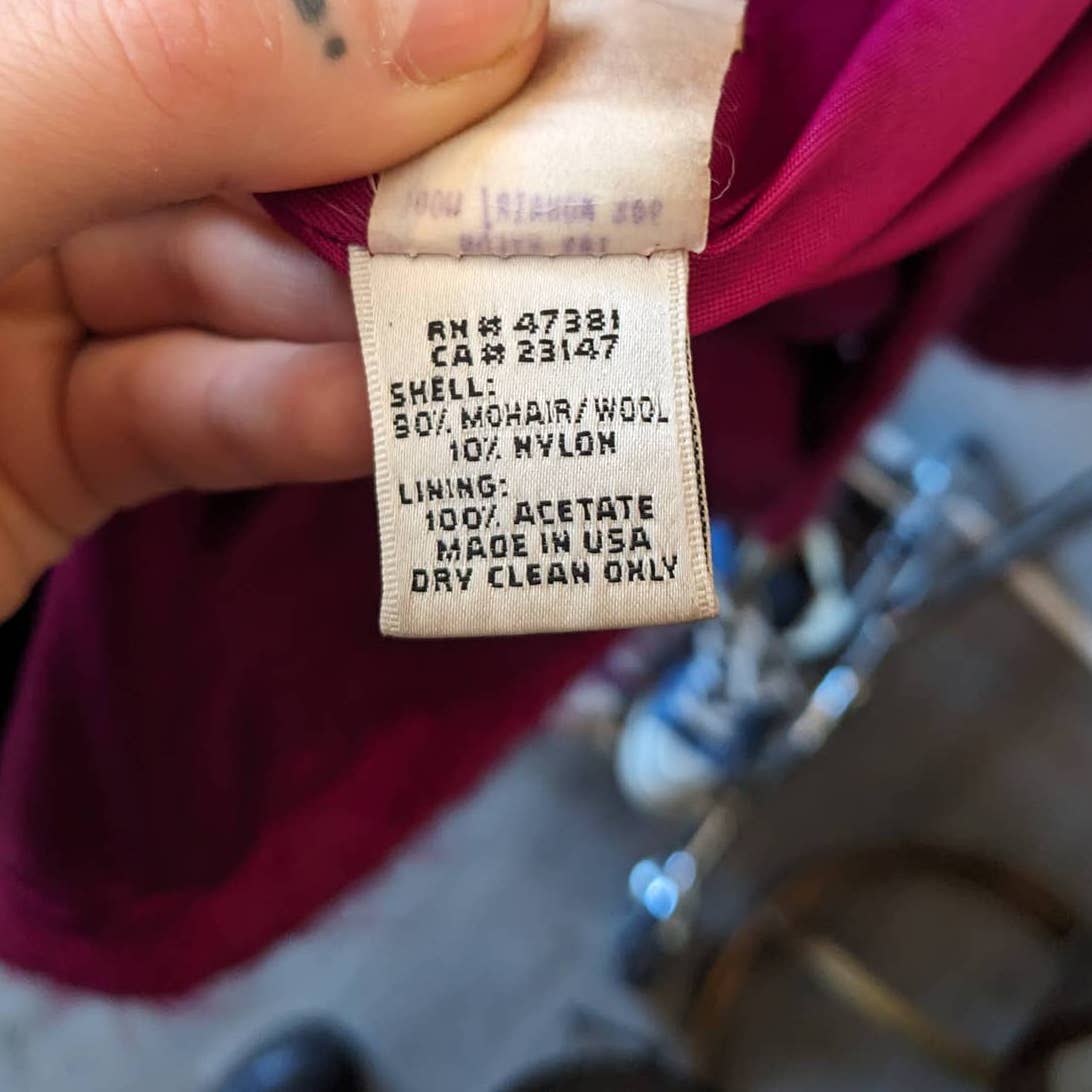 RN # 47381
CA # 23147
SHELL:
90% MOHAIR/WOOL
10% NYLON
LINING:
100% ACETATE
MADE IN USA
DRY CLEAN ONLY